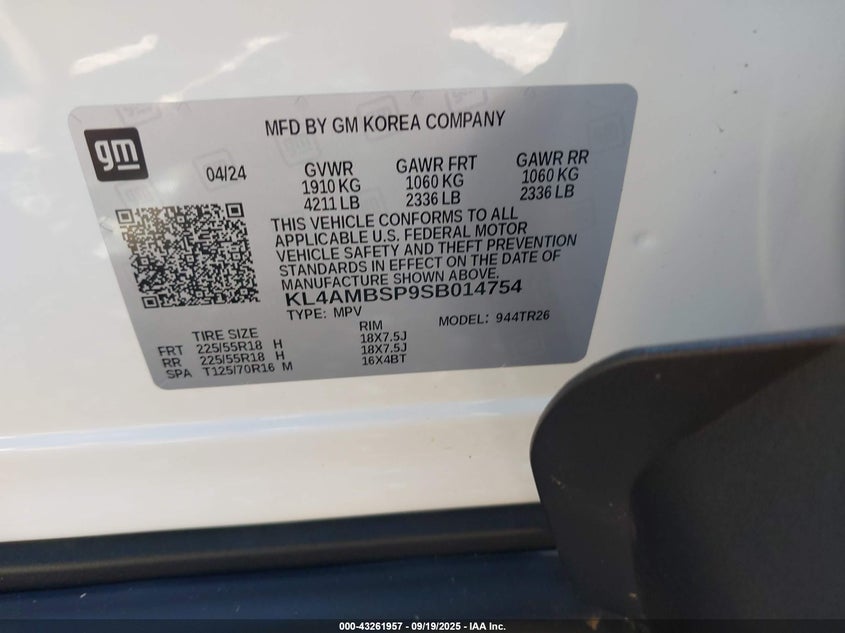 MFD BY GM KOREA COMPANY
gm
04/24
GVWR GAWR FRT GAWR RR
1910 KG 1060 KG 1060 KG
4211 LB 2336 LB 2336 LB
THIS VEHICLE CONFORMS TO ALL
APPLICABLE U.S. FEDERAL MOTOR
VEHICLE SAFETY AND THEFT PREVENTION
STANDARDS IN EFFECT ON THE DATE OF
MANUFACTURE SHOWN ABOVE.
KL4AMBSP9SB014754
TYPE: MPV MODEL: 944TR26
TIRE SIZE RIM
FRT 225/55R18 H 18X7.5J
RR 225/55R18 H 18X7.5J
SPA T125/70R16 M 16X4BT
000-43261957 - 09/19/2025 - IAA Inc.